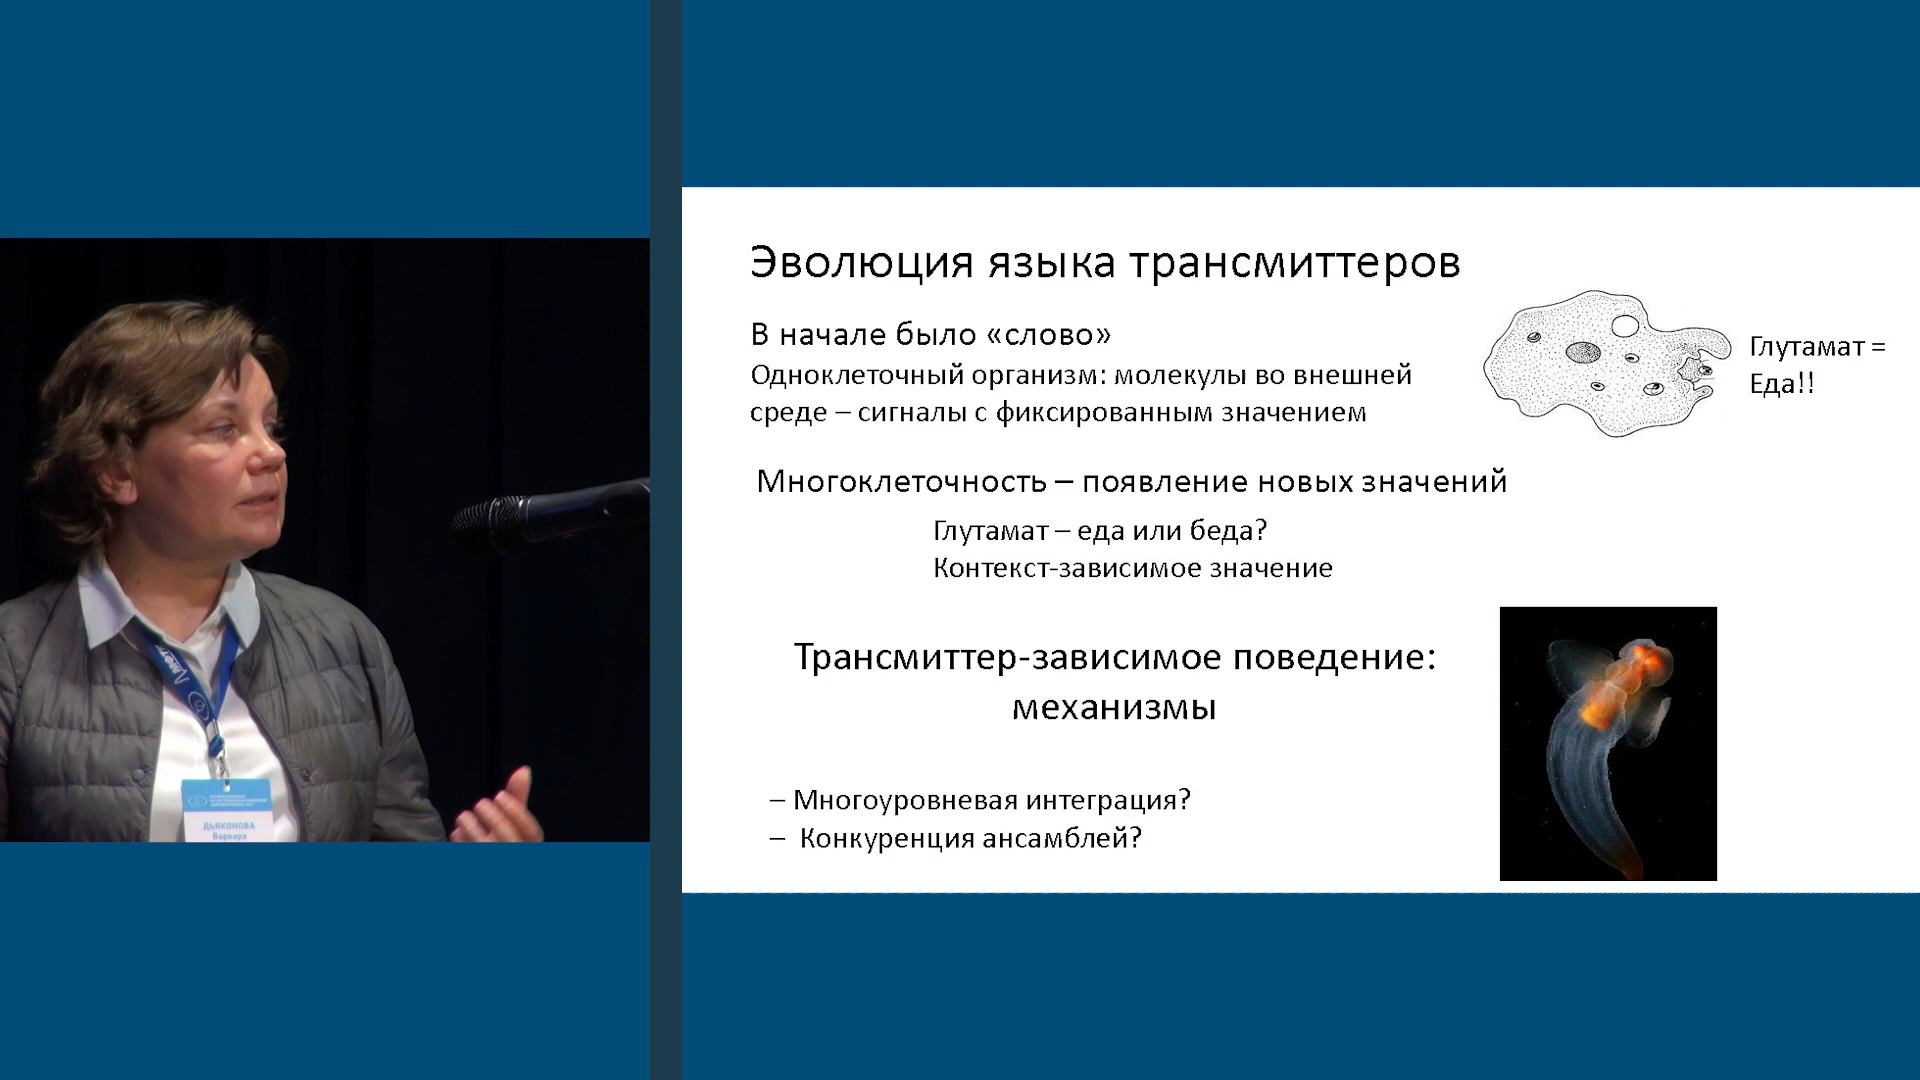 Эволюция языка трансмиттеров
В начале было «слово»
Одноклеточный организм: молекулы во внешней
среде – сигналы с фиксированным значением
Глутамат =
Еда!!
Многоклеточность – появление новых значений
Глутамат – еда или беда?
Контекст-зависимое значение
Трансмиттер-зависимое поведение:
механизмы
– Многоуровневая интеграция?
– Конкуренция ансамблей?
ДЬЯКОНОВА
Варвара